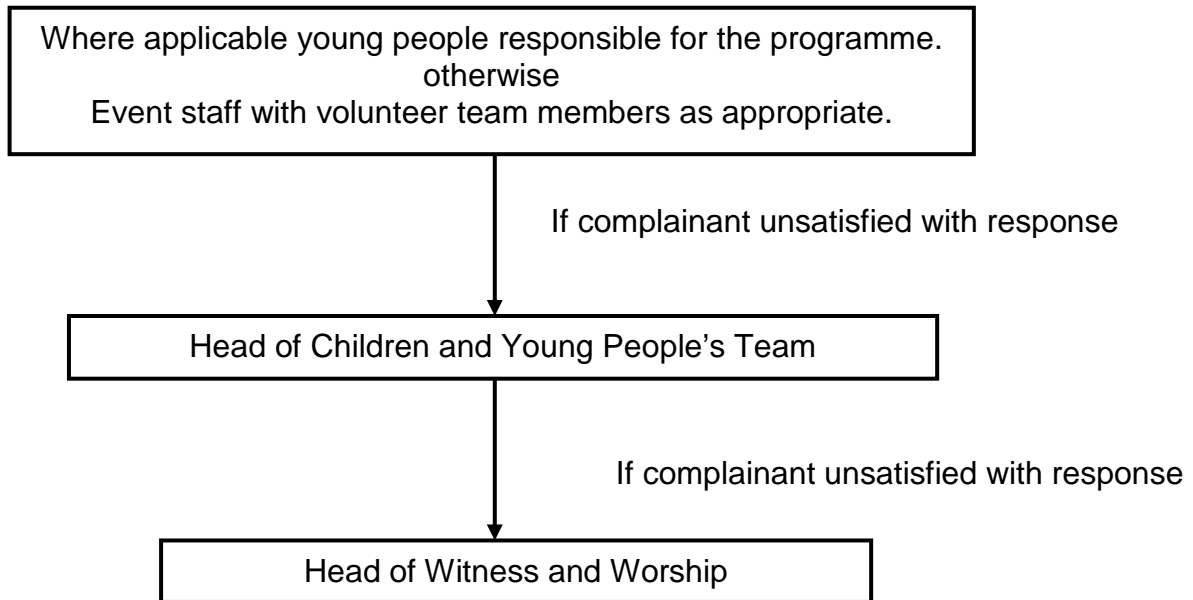 Where applicable young people responsible for the programme.
otherwise
Event staff with volunteer team members as appropriate.
If complainant unsatisfied with response
Head of Children and Young People’s Team
If complainant unsatisfied with response
Head of Witness and Worship